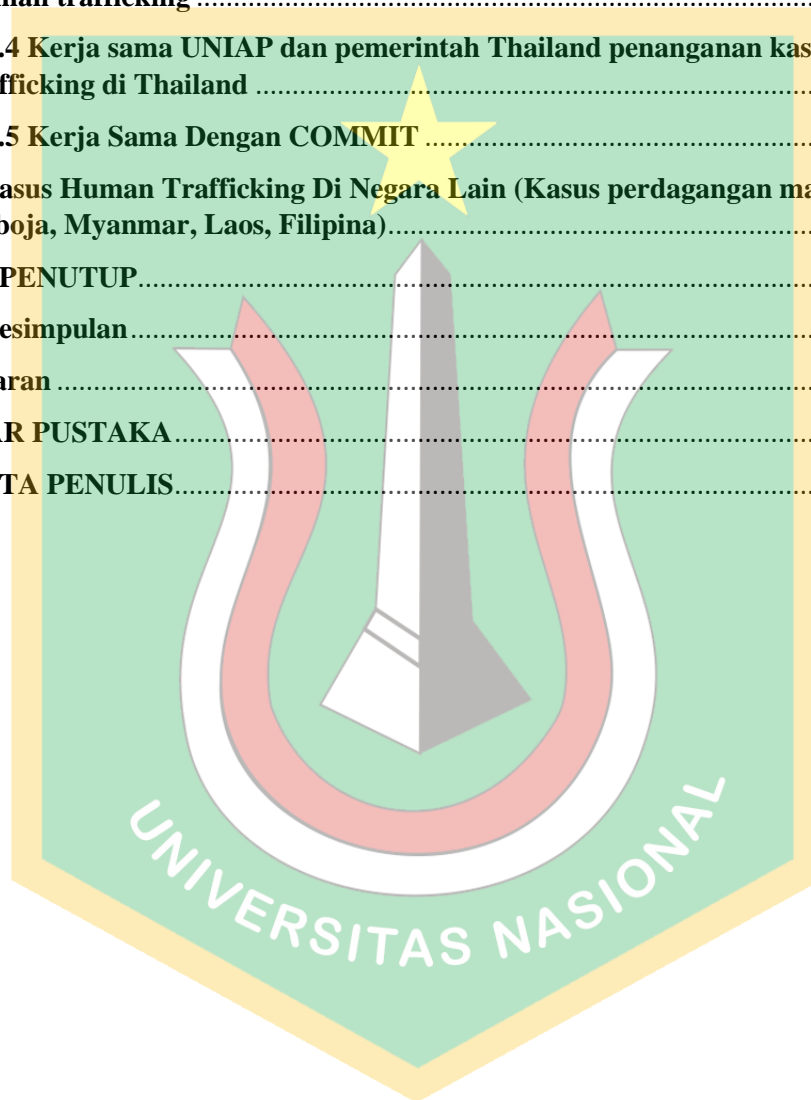 man trafficking ........................................................
.4 Kerja sama UNIAP dan pemerintah Thailand penanganan kas
fficking di Thailand ........................................................
.5 Kerja Sama Dengan COMMIT ........................................................
asus Human Trafficking Di Negara Lain (Kasus perdagangan ma
boja, Myanmar, Laos, Filipina)........................................................
PENUTUP........................................................
esimpulan........................................................
aran ........................................................
AR PUSTAKA........................................................
TA PENULIS........................................................
UNIVERSITAS NASIONAL